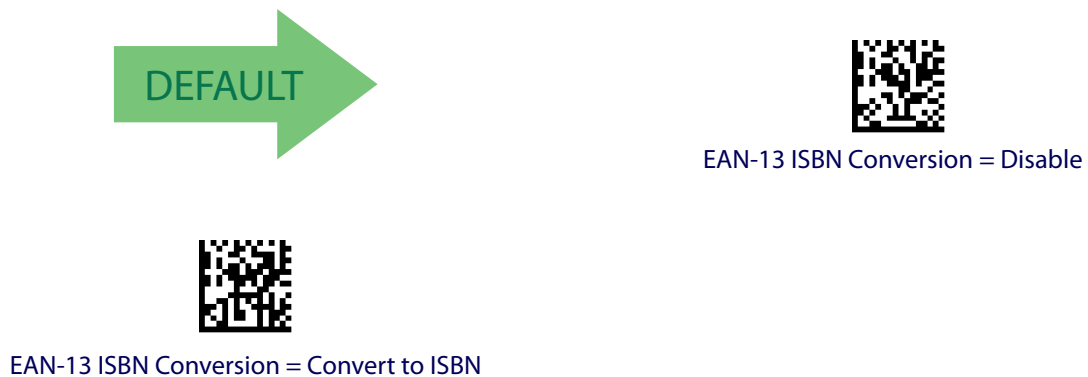 DEFAULT
EAN-13 ISBN Conversion = Disable
EAN-13 ISBN Conversion = Convert to ISBN